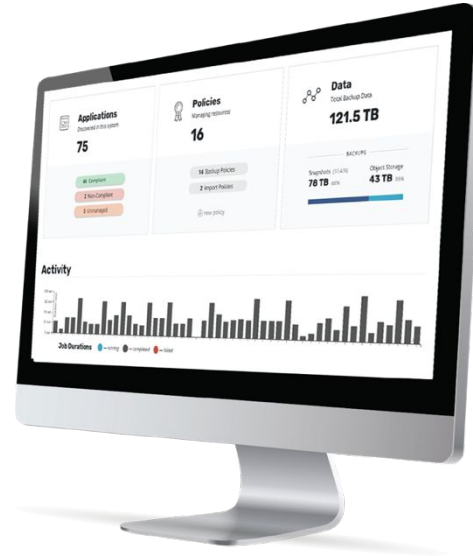 Applications
Discovered in this system
75
Compliant
2 Non-Compliant
Unmanaged
Policies
Managing resources
16
14 Backup Policies
2 Import Policies
new policy
Data
Total Backup Data
121.5 TB
BACKUPS
Snapshots
78 TB
Object Storage
43 TB
Activity
Job Durations
running
completed
failed